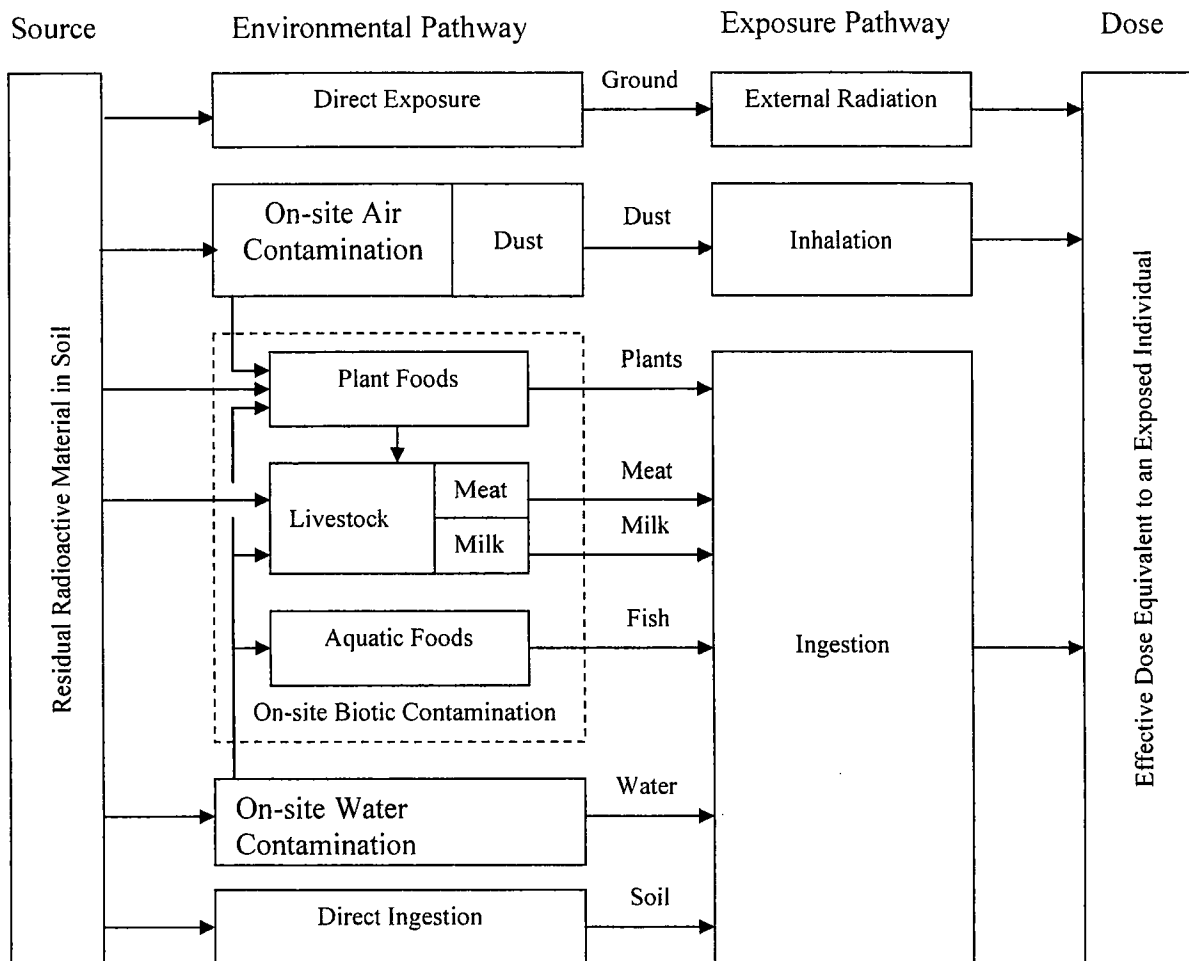 Source
Environmental Pathway
Exposure Pathway
Dose
Residual Radioactive Material in Soil
Direct Exposure
Ground
External Radiation
On-site Air
Contamination
Dust
Dust
Inhalation
Plant Foods
Plants
Livestock
Meat
Milk
Meat
Milk
Aquatic Foods
Fish
On-site Biotic Contamination
Ingestion
On-site Water
Contamination
Water
Direct Ingestion
Soil
Effective Dose Equivalent to an Exposed Individual